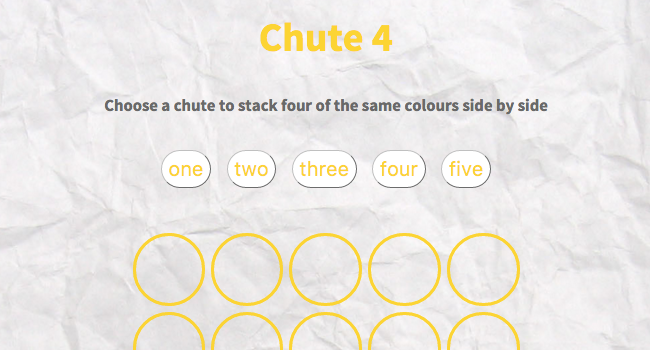 Chute 4
Choose a chute to stack four of the same colours side by side
one two three four five